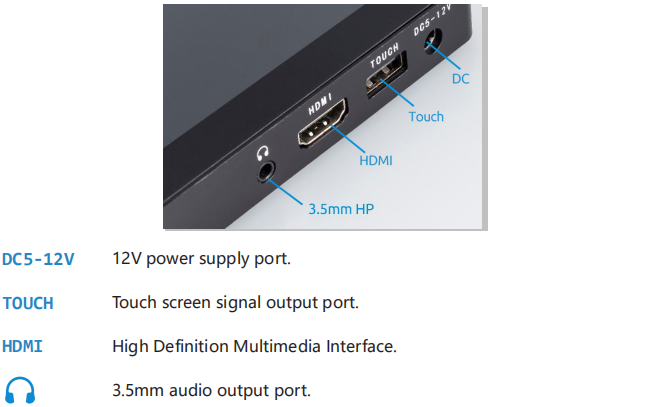 DC5-12V
TOUCH
DC
HDMI
Touch
HDMI
3.5mm HP
DC5-12V 12V power supply port.
TOUCH Touch screen signal output port.
HDMI High Definition Multimedia Interface.
3.5mm audio output port.